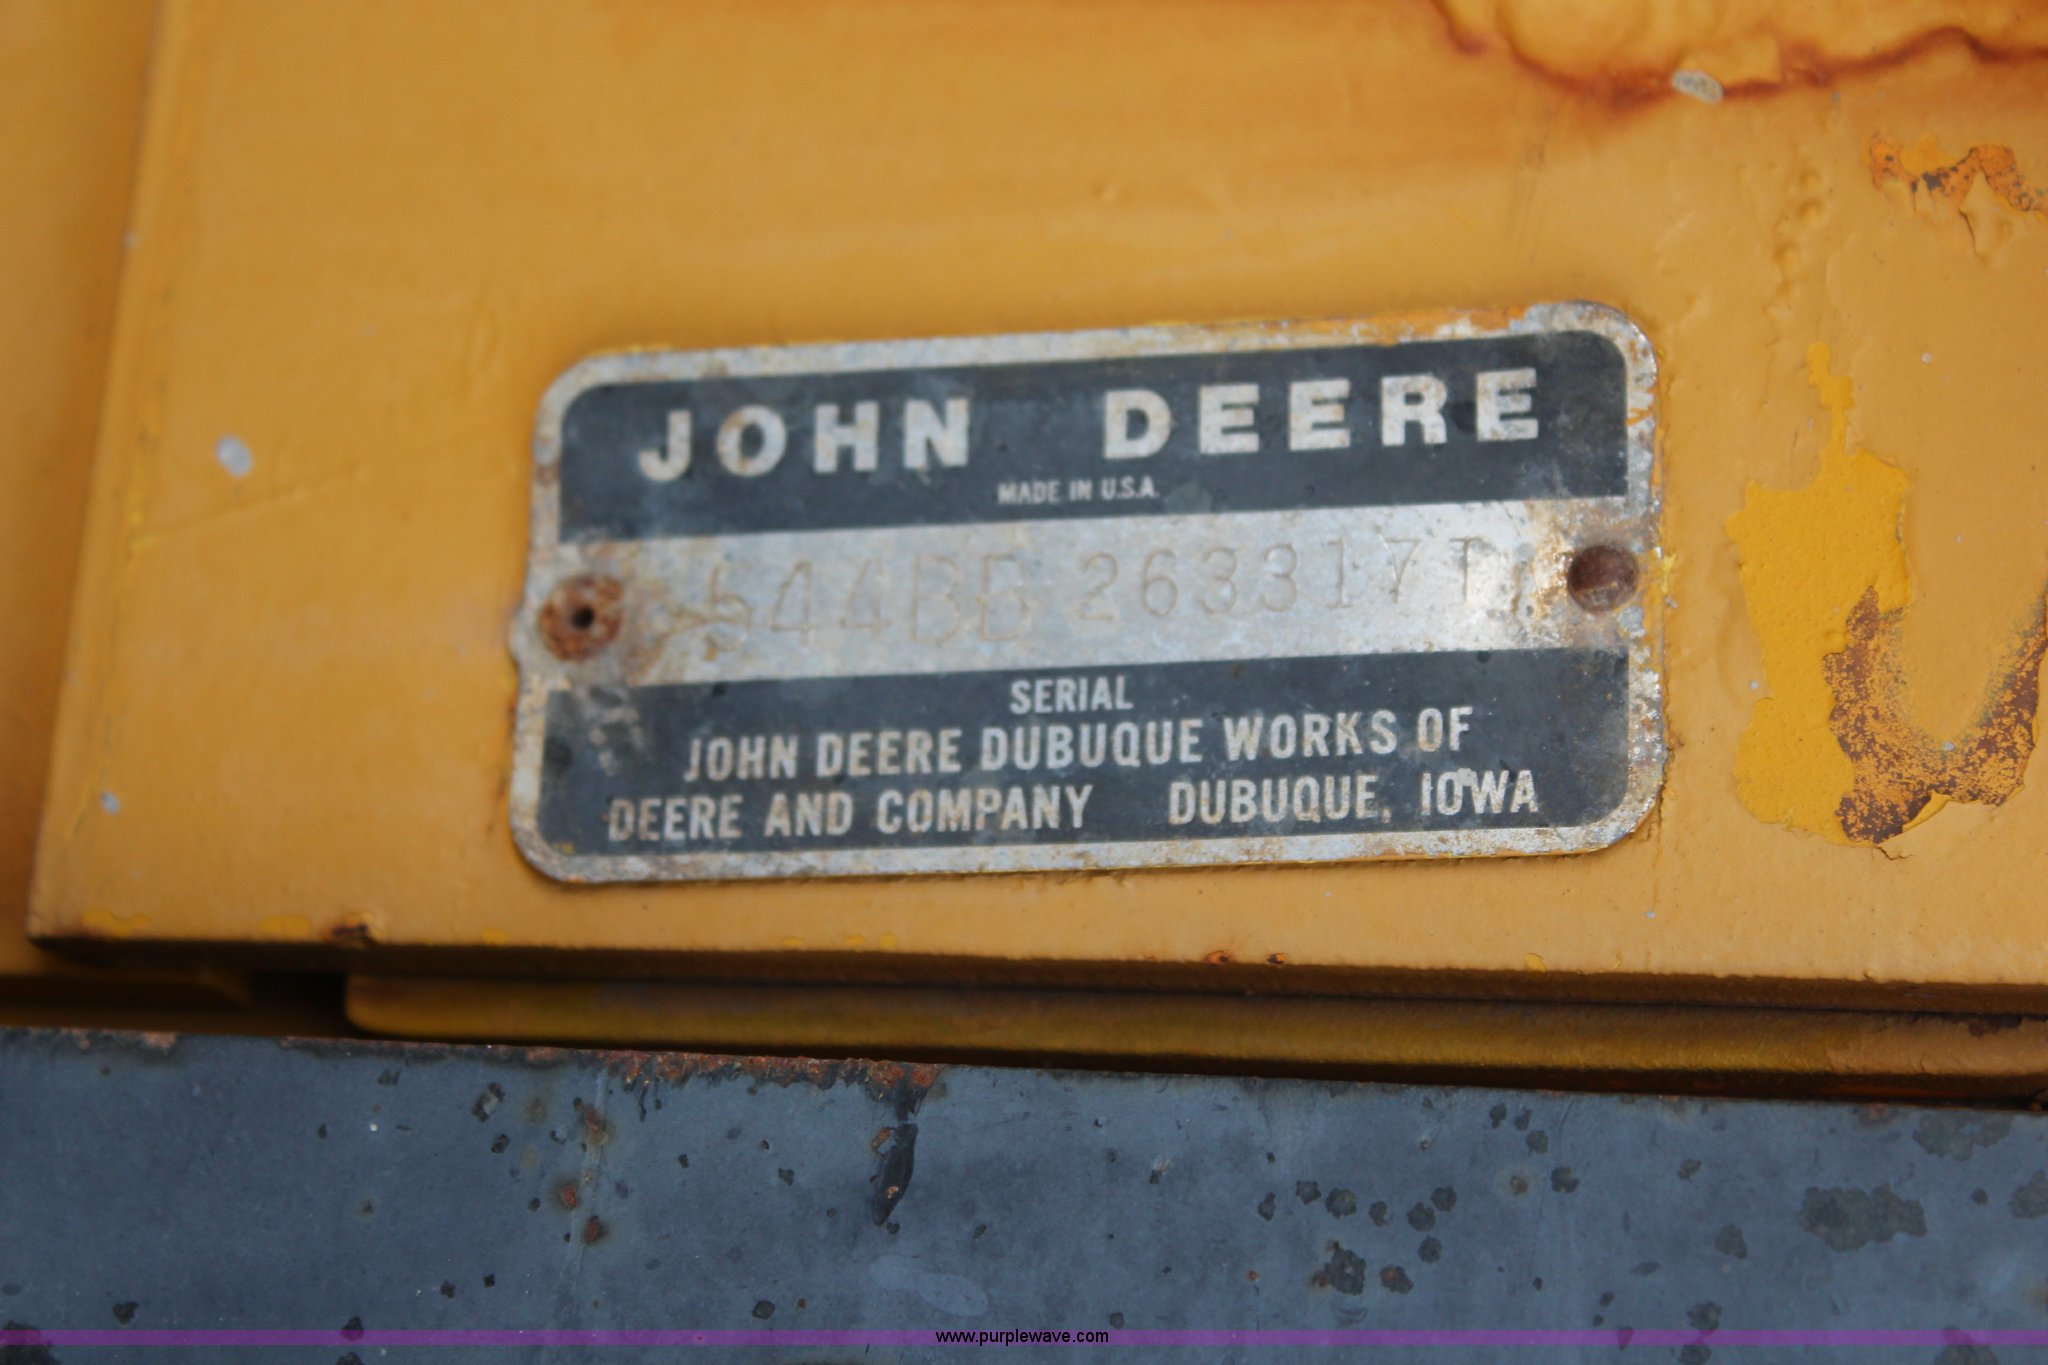 JOHN DEERE
MADE IN U.S.A.
544BB 263317T
SERIAL
JOHN DEERE DUBUQUE WORKS OF
DEERE AND COMPANY DUBUQUE, IOWA
www.purplewave.com